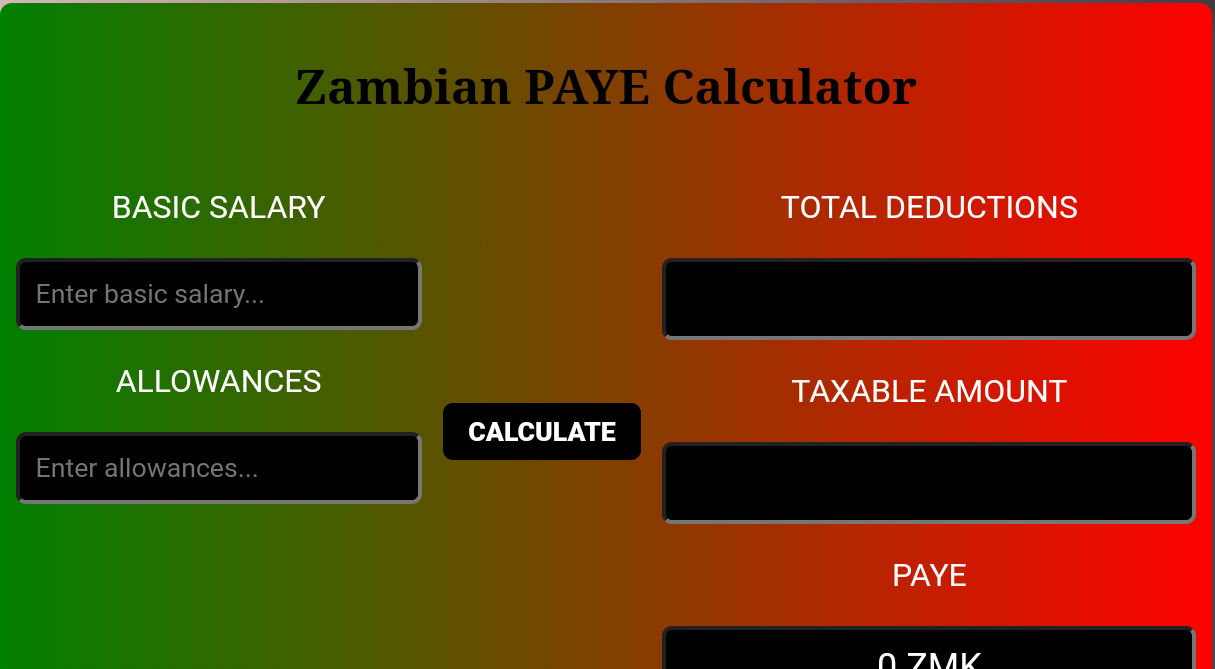 Zambian PAYE Calculator
BASIC SALARY
Enter basic salary...
ALLOWANCES
Enter allowances...
CALCULATE
TOTAL DEDUCTIONS
TAXABLE AMOUNT
PAYE
0 ZMK